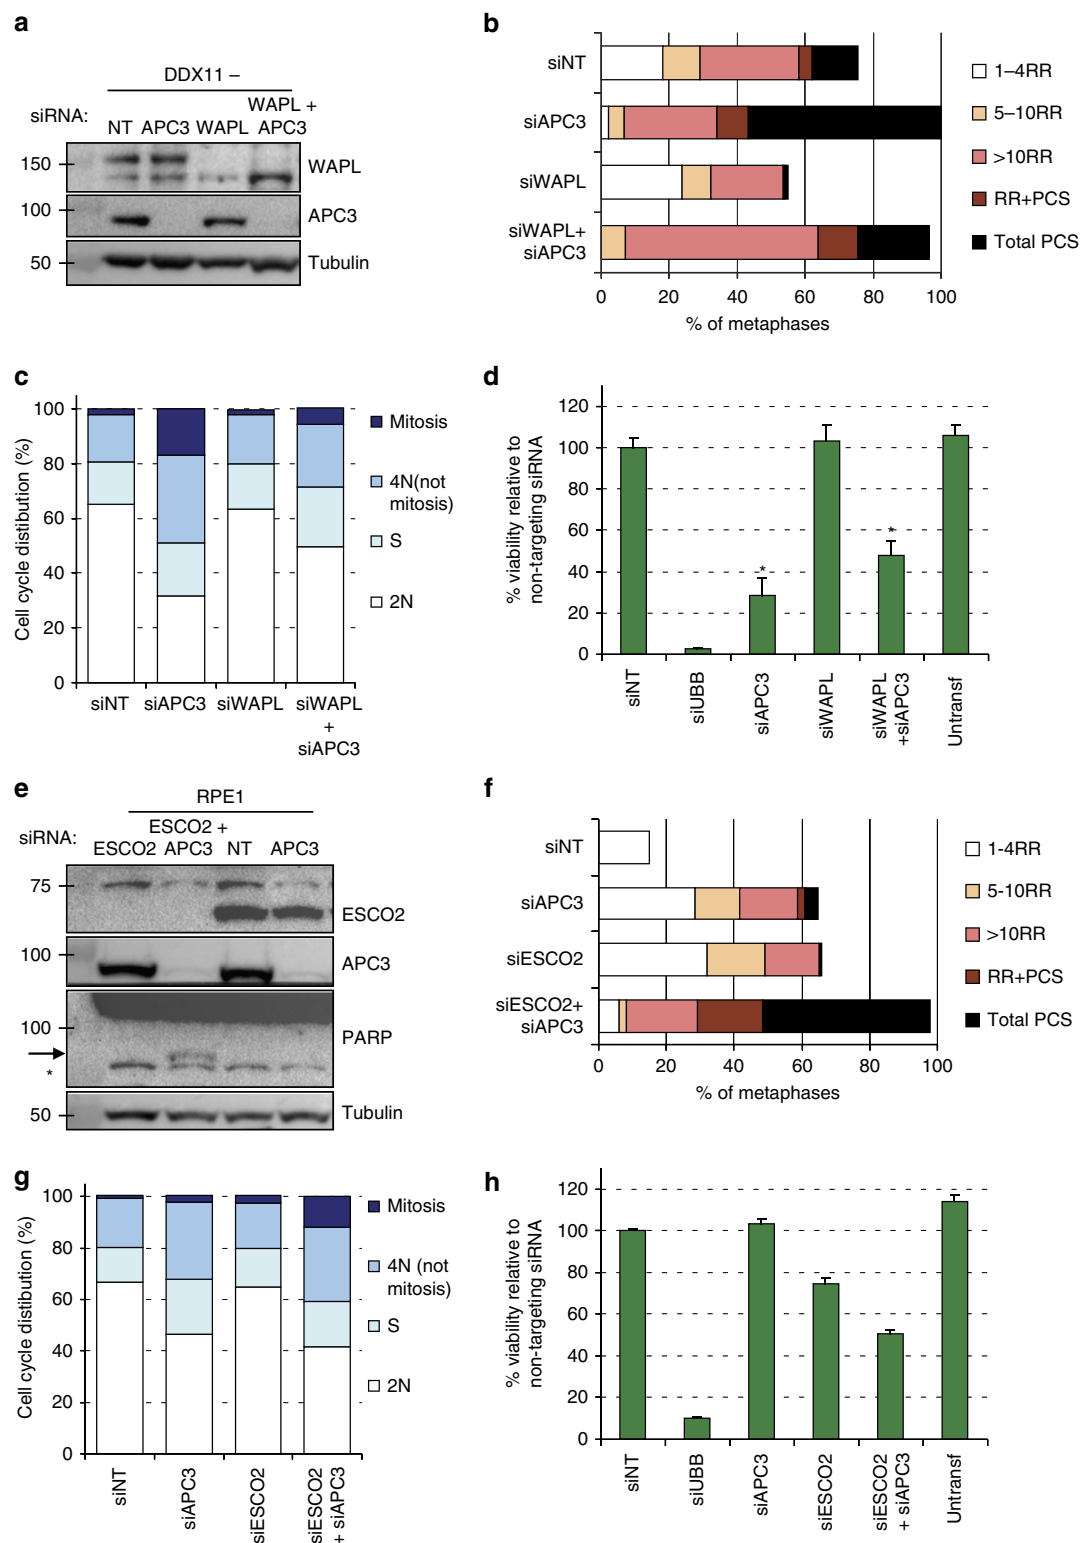 a
DDX11 –
siRNA:
NT APC3 WAPL WAPL + APC3
150
WAPL
100
APC3
50
Tubulin
b
siNT
siAPC3
siWAPL
siWAPL+
siAPC3
0 20 40 60 80 100
% of metaphases
1–4RR
5–10RR
>10RR
RR+PCS
Total PCS
c
Cell cycle distibution (%)
100
80
60
40
20
0
siNT siAPC3 siWAPL siWAPL
+
siAPC3
Mitosis
4N(not
mitosis)
S
2N
d
% viability relative to
non-targeting siRNA
120
100
80
60
40
20
0
*
*
siNT
siUBB
siAPC3
siWAPL
siWAPL
+siAPC3
Untransf
e
RPE1
siRNA:
ESCO2 +
ESCO2 APC3 NT APC3
75
ESCO2
100
APC3
100
PARP
*
50
Tubulin
f
siNT
siAPC3
siESCO2
siESCO2+
siAPC3
0 20 40 60 80 100
% of metaphases
1-4RR
5-10RR
>10RR
RR+PCS
Total PCS
g
Cell cycle distibution (%)
100
80
60
40
20
0
siNT
siAPC3
siESCO2
siESCO2
+ siAPC3
Mitosis
4N (not
mitosis)
S
2N
h
% viability relative to
non-targeting siRNA
120
100
80
60
40
20
0
siNT
siUBB
siAPC3
siESCO2
siESCO2
+ siAPC3
Untransf